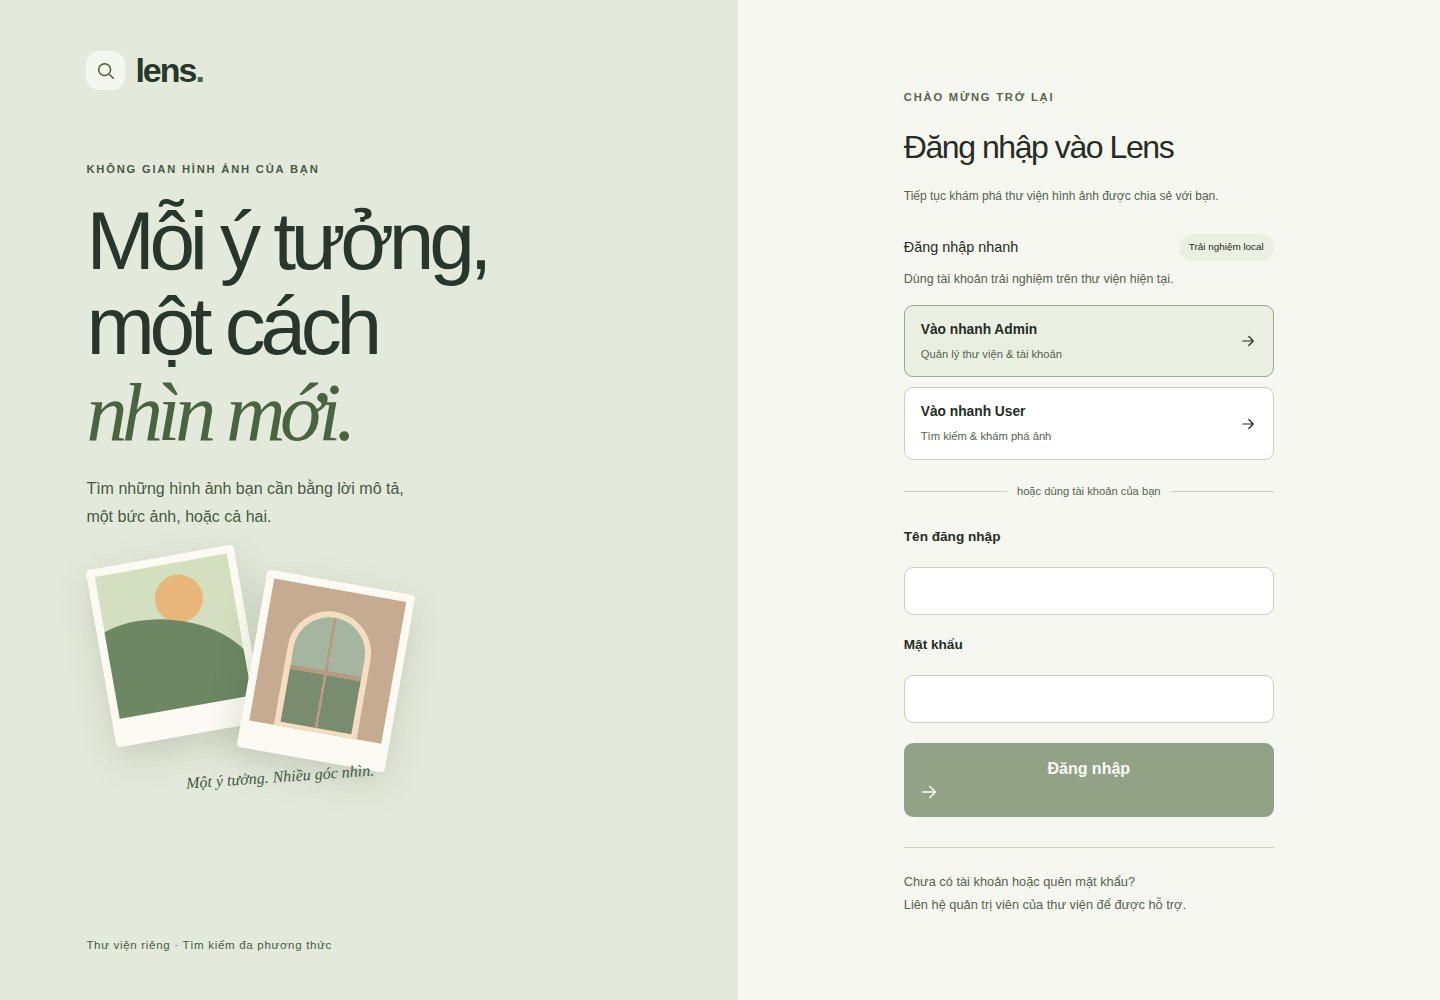 lens.
KHÔNG GIAN HÌNH ẢNH CỦA BẠN
Mỗi ý tưởng,
một cách
nhìn mới.
Tìm những hình ảnh bạn cần bằng lời mô tả,
một bức ảnh, hoặc cả hai.
Một ý tưởng. Nhiều góc nhìn.
Thư viện riêng · Tìm kiếm đa phương thức
CHÀO MỪNG TRỞ LẠI
Đăng nhập vào Lens
Tiếp tục khám phá thư viện hình ảnh được chia sẻ với bạn.
Đăng nhập nhanh
Trải nghiệm local
Dùng tài khoản trải nghiệm trên thư viện hiện tại.
Vào nhanh Admin
Quản lý thư viện & tài khoản
Vào nhanh User
Tìm kiếm & khám phá ảnh
hoặc dùng tài khoản của bạn
Tên đăng nhập
Mật khẩu
Đăng nhập
Chưa có tài khoản hoặc quên mật khẩu?
Liên hệ quản trị viên của thư viện để được hỗ trợ.